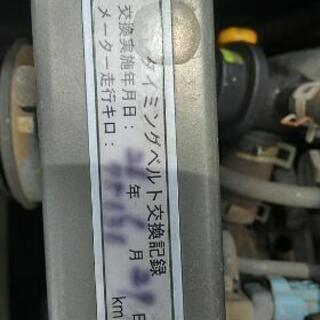 タイミングベルト交換記録
交換実施年月日： 年 月 日
メーター走行キロ： km